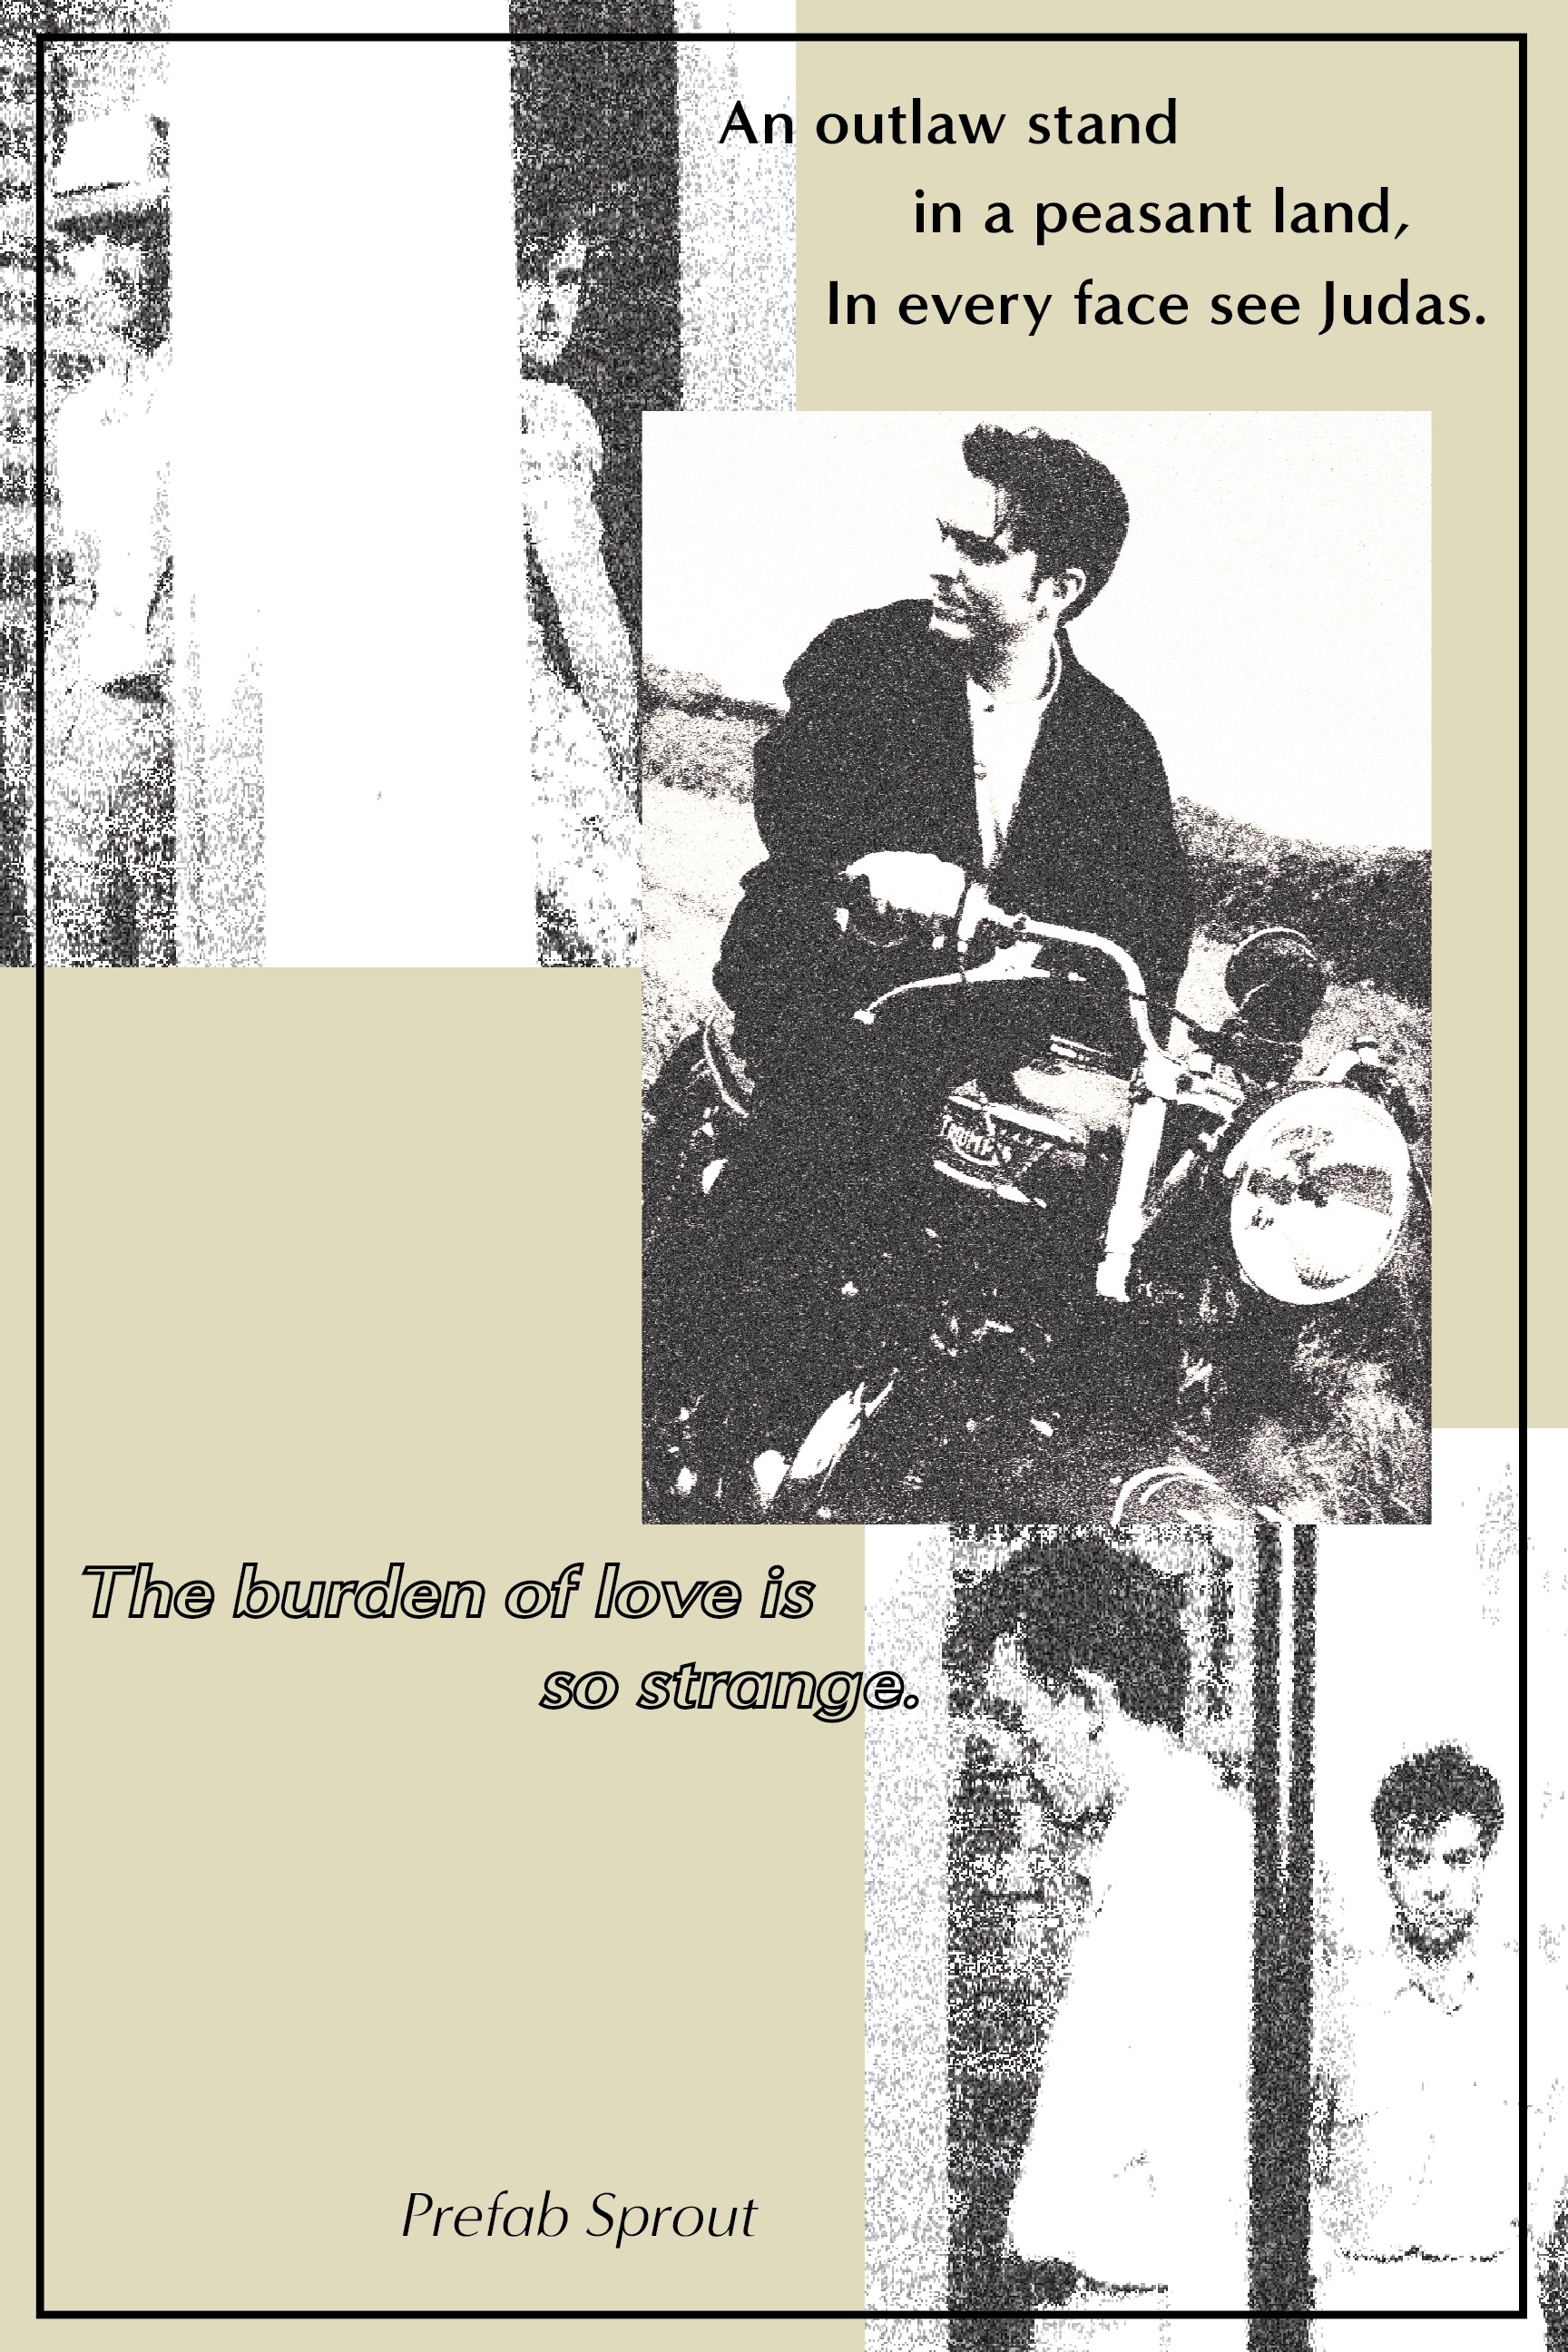 An outlaw stand
in a peasant land,
In every face see Judas.
The burden of love is
so strange.
Prefab Sprout